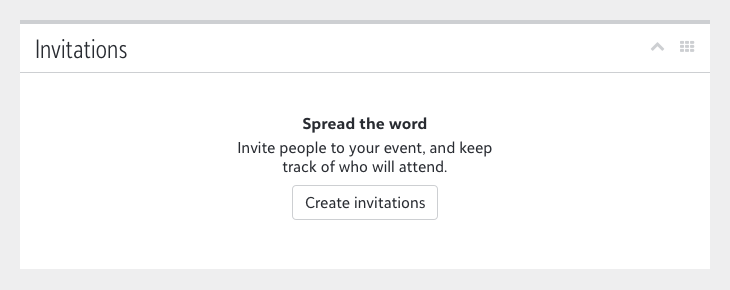 Invitations
Spread the word
Invite people to your event, and keep
track of who will attend.
Create invitations